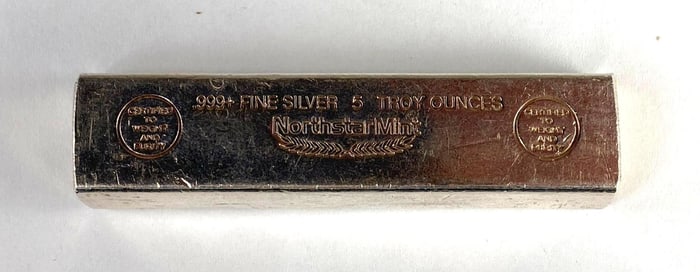 .999+ FINE SILVER 5 TROY OUNCES
NorthstarMint
CERTIFIED
TO
WEIGHT
AND
PURITY
CERTIFIED
TO
WEIGHT
AND
PURITY